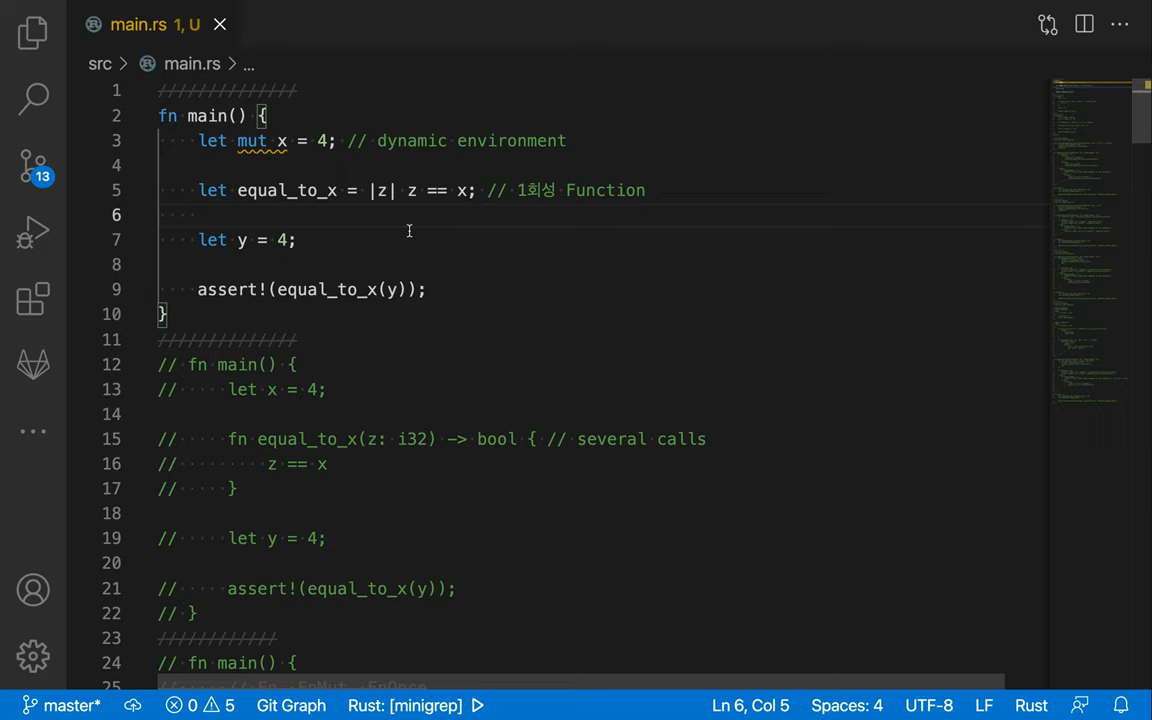 main.rs 1, U
src > main.rs > ...
1 //////////////
2 fn main() {
3 let mut x = 4; // dynamic environment
4
5 let equal_to_x = |z| z == x; // 1회성 Function
6
7 let y = 4;
8
9 assert!(equal_to_x(y));
10 }
11 //////////////
12 // fn main() {
13 // let x = 4;
14
15 // fn equal_to_x(z: i32) -> bool { // several calls
16 // z == x
17 // }
18
19 // let y = 4;
20
21 // assert!(equal_to_x(y));
22 // }
23 ////////////
24 // fn main() {
25 // // Fn, FnMut, FnOnce
13
master* 0 5 Git Graph Rust: [minigrep] Ln 6, Col 5 Spaces: 4 UTF-8 LF Rust